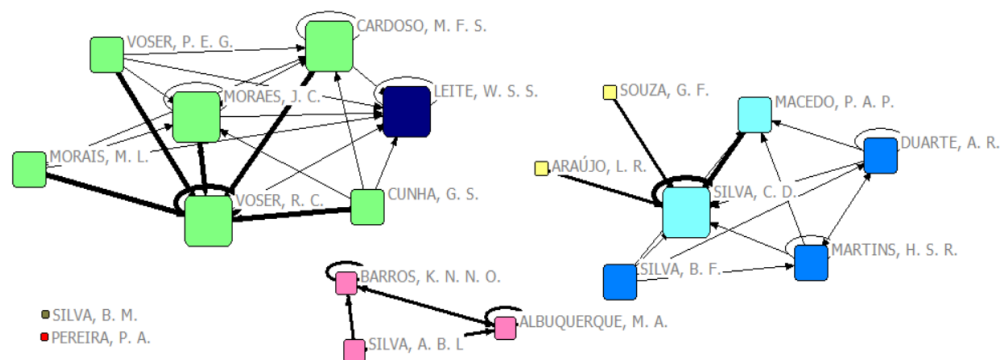 CARDOSO, M. F. S.
VOSER, P. E. G.
LEITE, W. S. S.
MORAES, J. C.
MORAIS, M. L.
VOSER, R. C.
CUNHA, G. S.
SOUZA, G. F.
MACEDO, P. A. P.
DUARTE, A. R.
ARAÚJO, L. R.
SILVA, C. D.
MARTINS, H. S. R.
SILVA, B. F.
BARROS, K. N. N. O.
ALBUQUERQUE, M. A.
SILVA, A. B. L
SILVA, B. M.
PEREIRA, P. A.